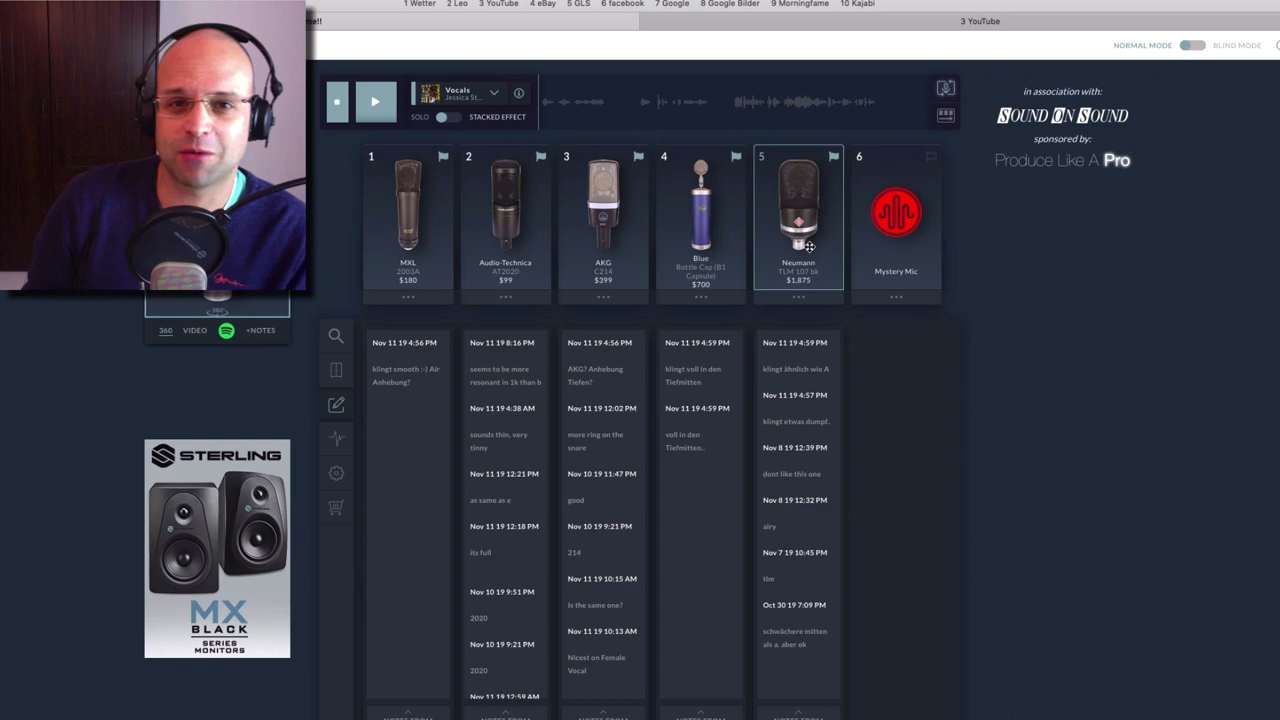 1 Wetter 2 Leo 3 YouTube 4 eBay 5 GLS 6 facebook 7 Google 8 Google Bilder 9 Morningfame 10 Kajabi
3 YouTube
NORMAL MODE BLIND MODE
Vocals
Jessica St...
SOLO STACKED EFFECT
in association with:
SOUND ON SOUND
sponsored by:
Produce Like A Pro
1 2 3 4 5 6
MXL
2003A
$180
Audio-Technica
AT2020
$99
AKG
C214
$399
Blue
Bottle Cap (B1
Capsule)
$700
Neumann
TLM 107 bk
$1,875
Mystery Mic
360°
360 VIDEO +NOTES
STERLING
MX
BLACK
SERIES
MONITORS
Nov 11 19 4:56 PM
klingt smooth :-) Air
Anhebung?
Nov 11 19 8:16 PM
seems to be more
resonant in 1k than b
Nov 11 19 4:38 AM
sounds thin, very
tinny
Nov 11 19 12:21 PM
as same as e
Nov 11 19 12:18 PM
its full
Nov 10 19 9:51 PM
2020
Nov 10 19 9:21 PM
2020
Nov 11 19 12:59 AM
Nov 11 19 4:56 PM
AKG? Anhebung
Tiefen?
Nov 11 19 12:02 PM
more ring on the
snare
Nov 10 19 11:47 PM
good
Nov 10 19 9:21 PM
214
Nov 11 19 10:15 AM
Is the same one?
Nov 11 19 10:13 AM
Nicest on Female
Vocal
Nov 11 19 4:59 PM
klingt voll in den
Tiefmitten
Nov 11 19 4:59 PM
voll in den
Tiefmitten..
Nov 11 19 4:59 PM
klingt ähnlich wie A
Nov 11 19 4:57 PM
klingt etwas dumpf..
Nov 8 19 12:39 PM
dont like this one
Nov 8 19 12:32 PM
airy
Nov 7 19 10:45 PM
tlm
Oct 30 19 7:09 PM
schwächere mitten
als a. aber ok